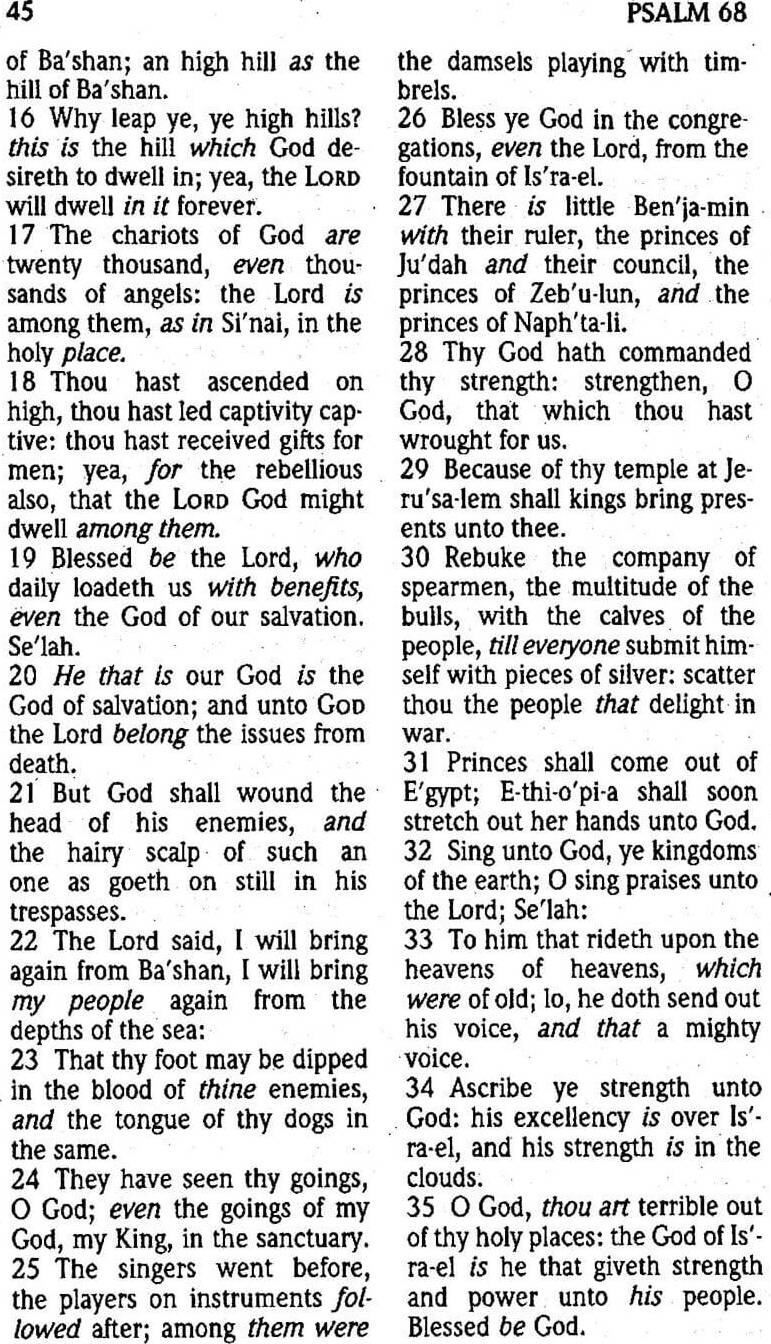 45
PSALM 68
of Ba'shan; an high hill as the
hill of Ba'shan.
16 Why leap ye, ye high hills?
this is the hill which God de-
sireth to dwell in; yea, the LORD
will dwell in it forever.
17 The chariots of God are
twenty thousand, even thou-
sands of angels: the Lord is
among them, as in Si'nai, in the
holy place.
18 Thou hast ascended on
high, thou hast led captivity cap-
tive: thou hast received gifts for
men; yea, for the rebellious
also, that the LORD God might
dwell among them.
19 Blessed be the Lord, who
daily loadeth us with benefits,
even the God of our salvation.
Se'lah.
20 He that is our God is the
God of salvation; and unto GOD
the Lord belong the issues from
death.
21 But God shall wound the
head of his enemies, and
the hairy scalp of such an
one as goeth on still in his
trespasses.
22 The Lord said, I will bring
again from Ba'shan, I will bring
my people again from the
depths of the sea:
23 That thy foot may be dipped
in the blood of thine enemies,
and the tongue of thy dogs in
the same.
24 They have seen thy goings,
O God; even the goings of my
God, my King, in the sanctuary.
25 The singers went before,
the players on instruments fol-
lowed after; among them were
the damsels playing with tim-
brels.
26 Bless ye God in the congre-
gations, even the Lord, from the
fountain of Is'ra-el.
27 There is little Ben'ja-min
with their ruler, the princes of
Ju'dah and their council, the
princes of Zeb'u-lun, and the
princes of Naph'ta-li.
28 Thy God hath commanded
thy strength: strengthen, O
God, that which thou hast
wrought for us.
29 Because of thy temple at Je-
ru'sa-lem shall kings bring pres-
ents unto thee.
30 Rebuke the company of
spearmen, the multitude of the
bulls, with the calves of the
people, till everyone submit him-
self with pieces of silver: scatter
thou the people that delight in
war.
31 Princes shall come out of
E'gypt; E-thi-o'pi-a shall soon
stretch out her hands unto God.
32 Sing unto God, ye kingdoms
of the earth; O sing praises unto
the Lord; Se'lah:
33 To him that rideth upon the
heavens of heavens, which
were of old; lo, he doth send out
his voice, and that a mighty
voice.
34 Ascribe ye strength unto
God: his excellency is over Is'-
ra-el, and his strength is in the
clouds.
35 O God, thou art terrible out
of thy holy places: the God of Is'-
ra-el is he that giveth strength
and power unto his people.
Blessed be God.